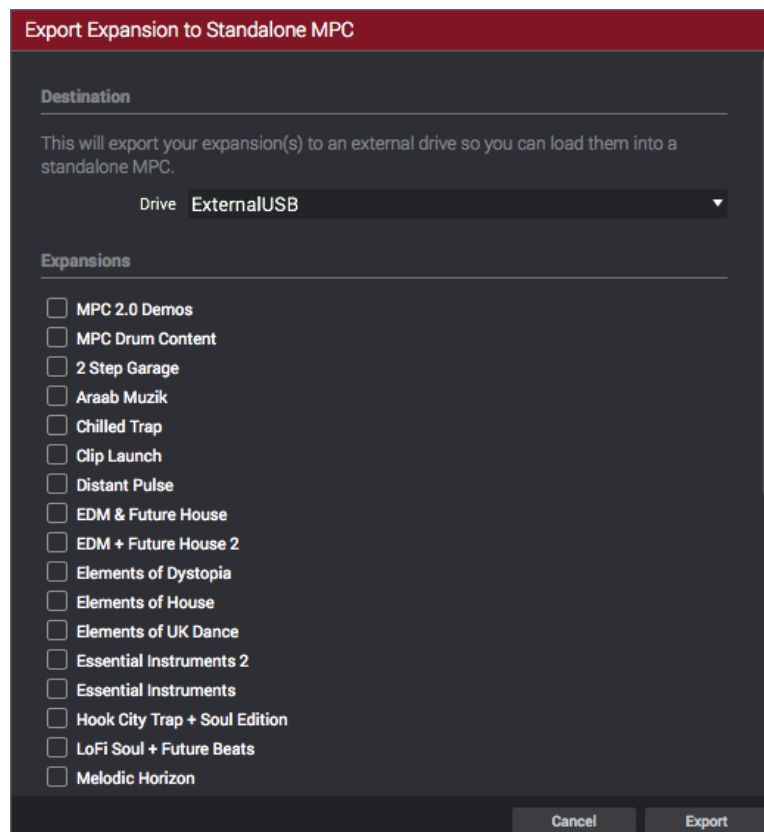 Export Expansion to Standalone MPC
Destination
This will export your expansion(s) to an external drive so you can load them into a
standalone MPC.
Drive ExternalUSB
Expansions
MPC 2.0 Demos
MPC Drum Content
2 Step Garage
Araab Muzik
Chilled Trap
Clip Launch
Distant Pulse
EDM & Future House
EDM + Future House 2
Elements of Dystopia
Elements of House
Elements of UK Dance
Essential Instruments 2
Essential Instruments
Hook City Trap + Soul Edition
LoFi Soul + Future Beats
Melodic Horizon
Cancel Export